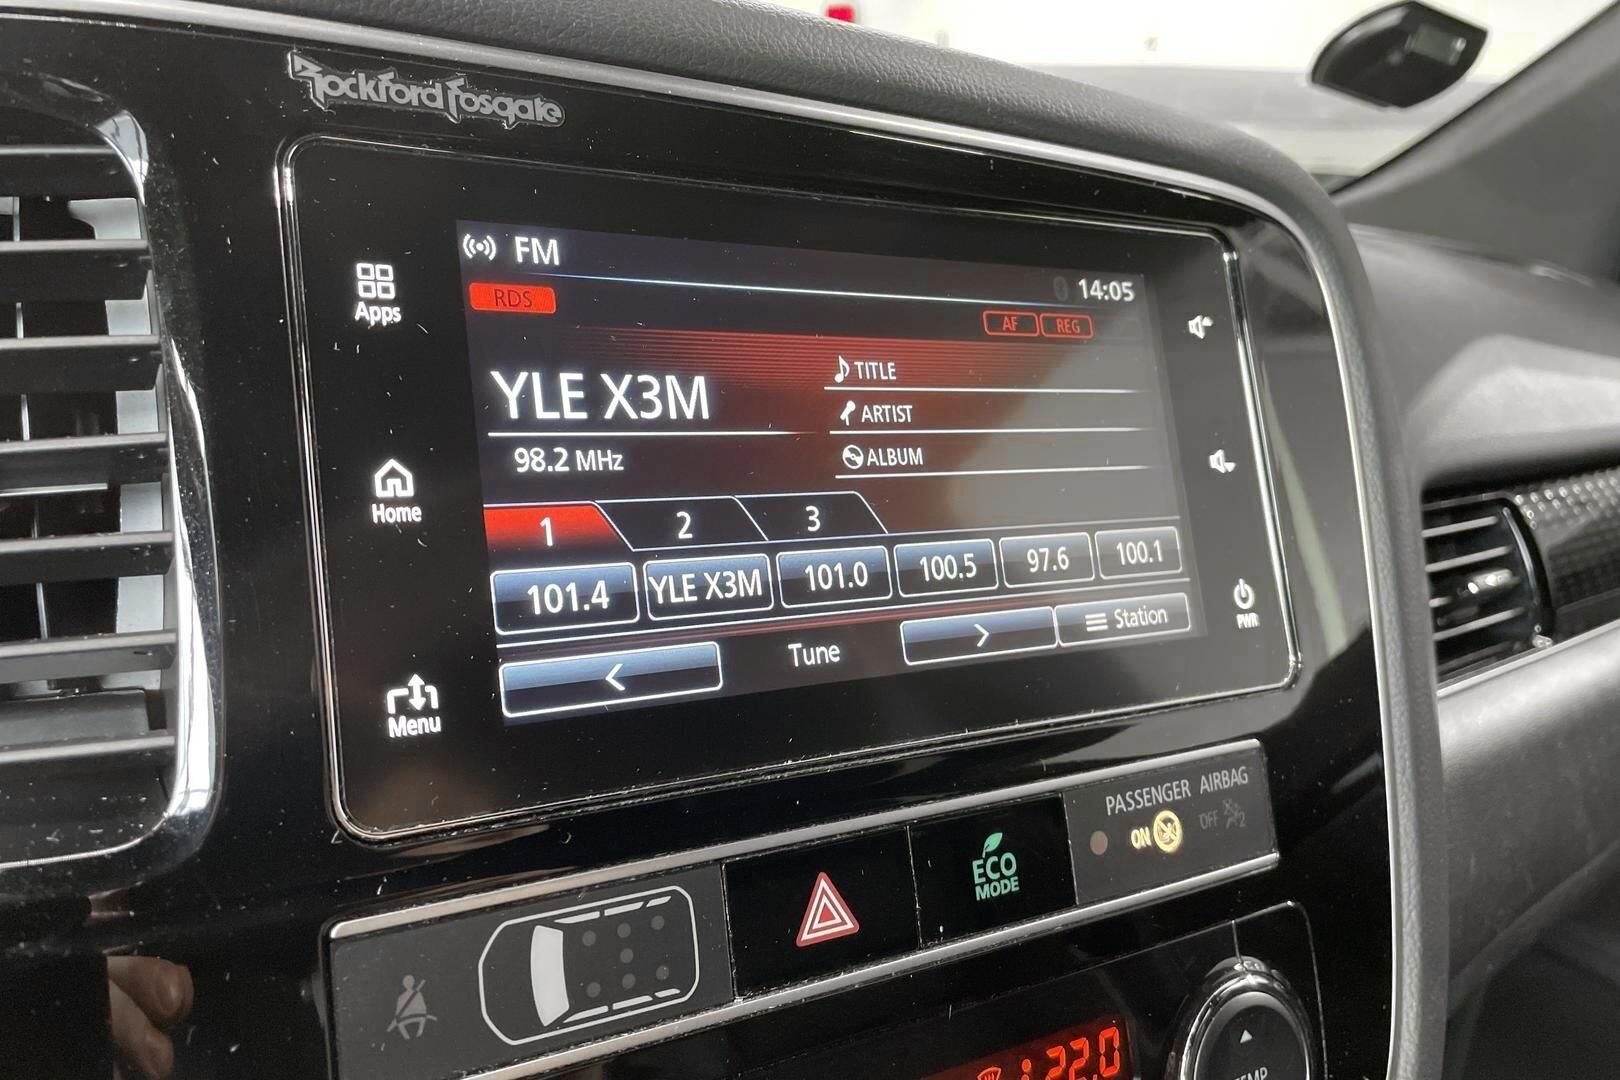 Rockford Fosgate
FM
14:05
RDS
AF REG
Apps
YLE X3M
98.2 MHz
TITLE
ARTIST
ALBUM
Home
1 2 3
101.4 YLE X3M 101.0 100.5 97.6 100.1
< Tune > Station
PWR
Menu
PASSENGER AIRBAG
ON OFF
ECO
MODE
22.0